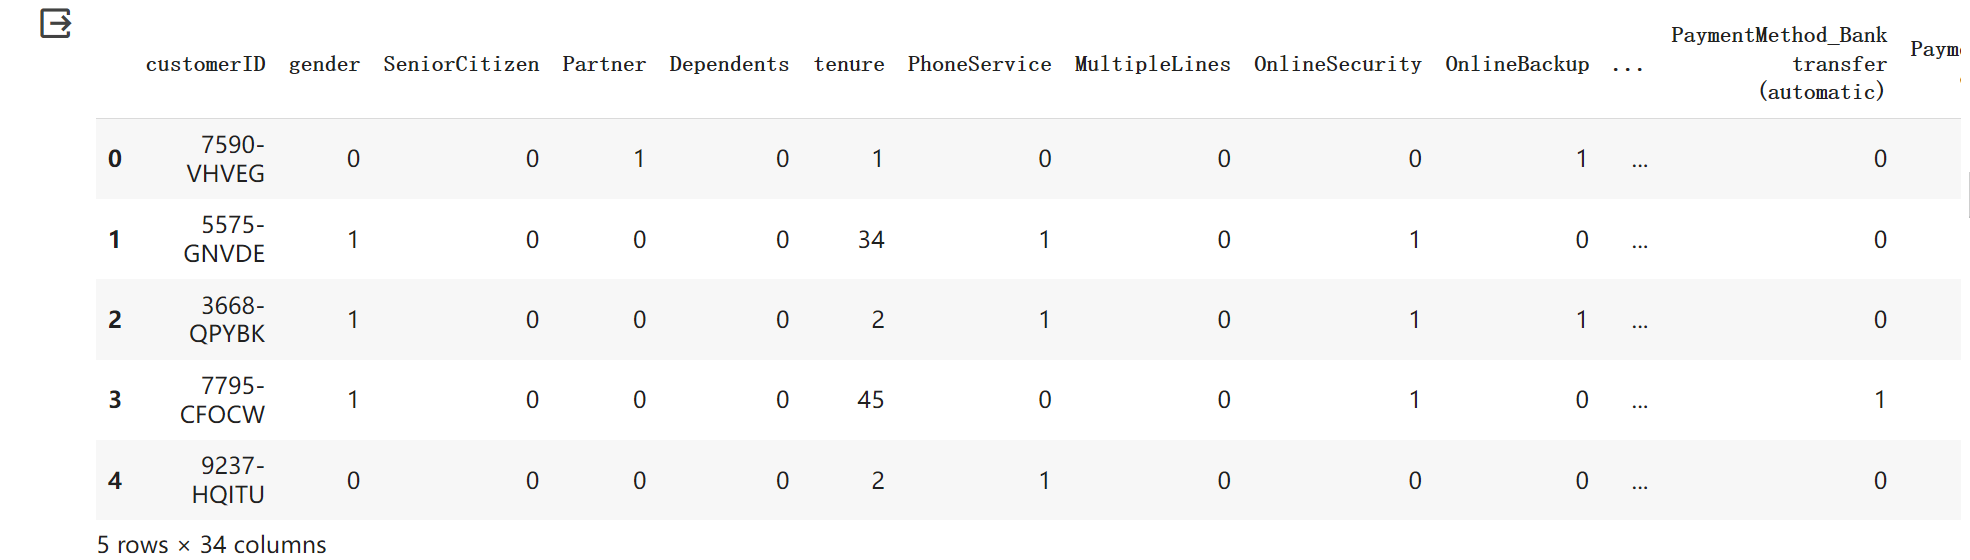 customerID gender SeniorCitizen Partner Dependents tenure PhoneService MultipleLines OnlineSecurity OnlineBackup ... PaymentMethod_Bank transfer (automatic)
0 7590-VHVEG 0 0 1 0 1 0 0 0 1 ... 0
1 5575-GNVDE 1 0 0 0 34 1 0 1 0 ... 0
2 3668-QPYBK 1 0 0 0 2 1 0 1 1 ... 0
3 7795-CFOCW 1 0 0 0 45 0 0 1 0 ... 1
4 9237-HQITU 0 0 0 0 2 1 0 0 0 ... 0
5 rows × 34 columns